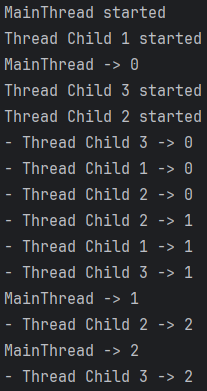 MainThread started
Thread Child 1 started
MainThread -> 0
Thread Child 3 started
Thread Child 2 started
- Thread Child 3 -> 0
- Thread Child 1 -> 0
- Thread Child 2 -> 0
- Thread Child 2 -> 1
- Thread Child 1 -> 1
- Thread Child 3 -> 1
MainThread -> 1
- Thread Child 2 -> 2
MainThread -> 2
- Thread Child 3 -> 2